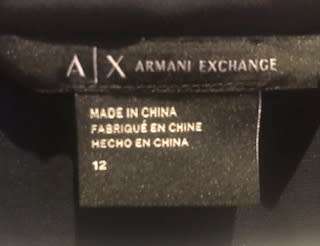 A|X ARMANI EXCHANGE
MADE IN CHINA
FABRIQUÉ EN CHINE
HECHO EN CHINA
12